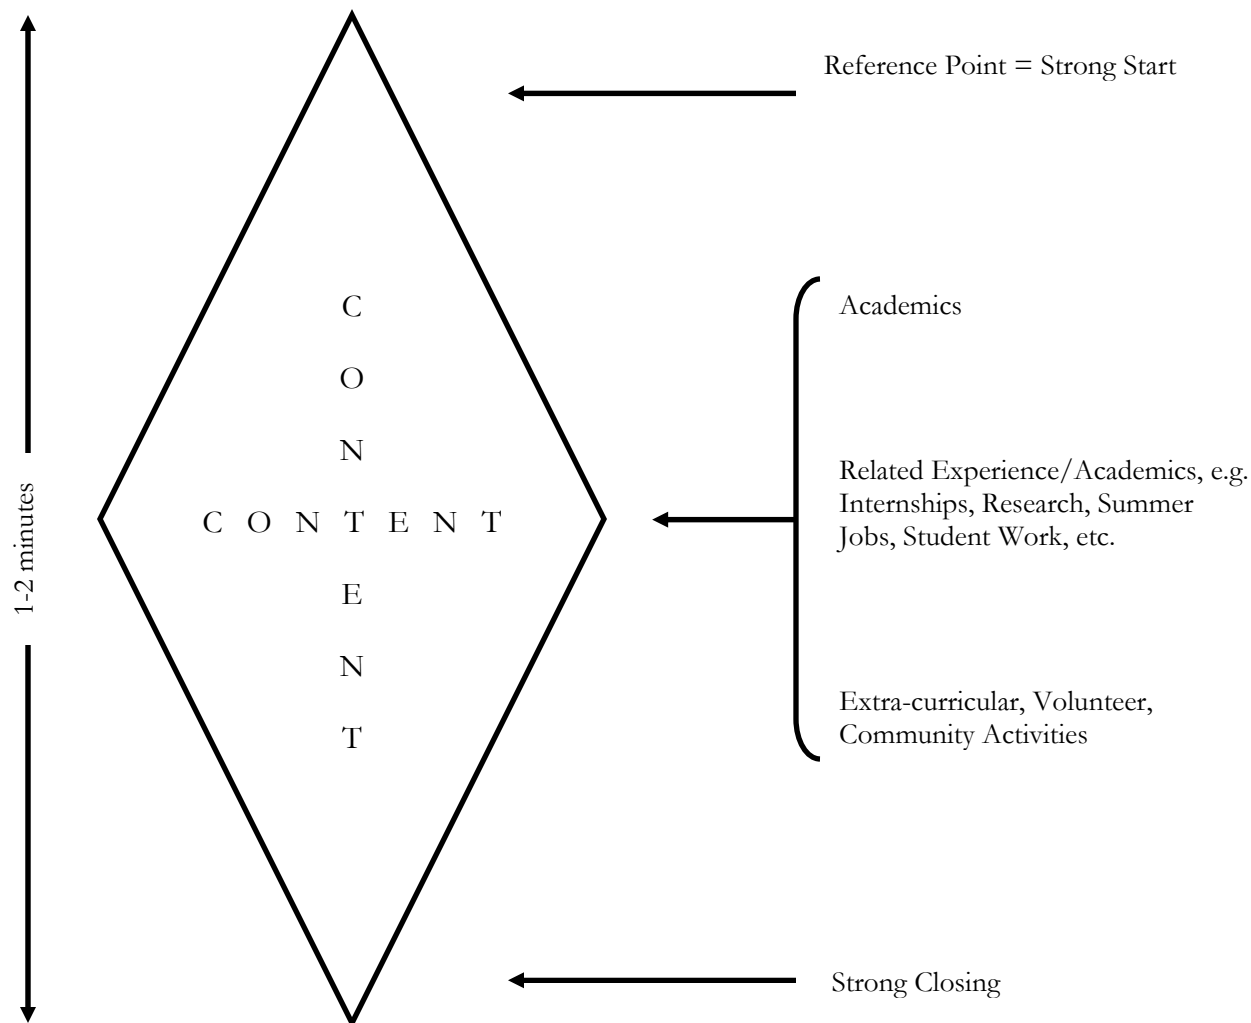 Reference Point = Strong Start
C
O
N
C O N T E N T
E
N
T
1-2 minutes
Academics
Related Experience/Academics, e.g.
Internships, Research, Summer
Jobs, Student Work, etc.
Extra-curricular, Volunteer,
Community Activities
Strong Closing